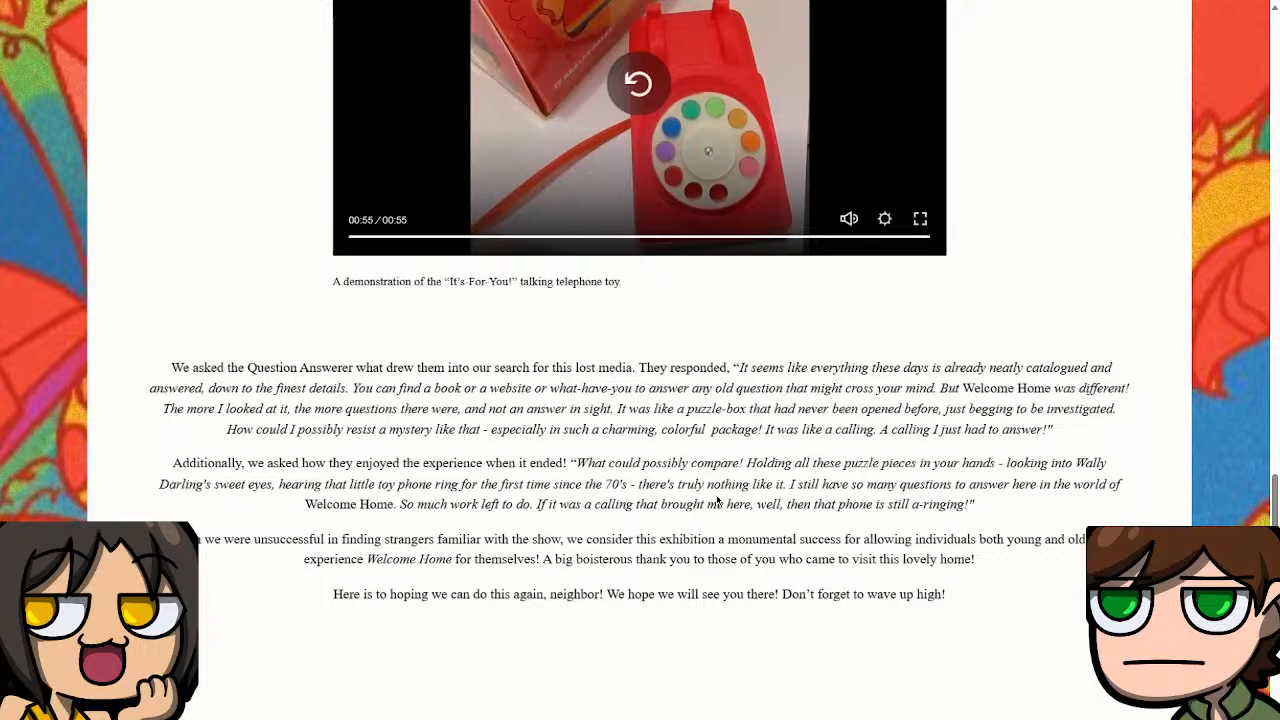 00:55 / 00:55
A demonstration of the “It’s-For-You!” talking telephone toy.
We asked the Question Answerer what drew them into our search for this lost media. They responded, “It seems like everything these days is already neatly catalogued and
answered, down to the finest details. You can find a book or a website or what-have-you to answer any old question that might cross your mind. But Welcome Home was different!
The more I looked at it, the more questions there were, and not an answer in sight. It was like a puzzle-box that had never been opened before, just begging to be investigated.
How could I possibly resist a mystery like that - especially in such a charming, colorful package! It was like a calling. A calling I just had to answer!"
Additionally, we asked how they enjoyed the experience when it ended! “What could possibly compare! Holding all these puzzle pieces in your hands - looking into Wally
Darling's sweet eyes, hearing that little toy phone ring for the first time since the 70's - there's truly nothing like it. I still have so many questions to answer here in the world of
Welcome Home. So much work left to do. If it was a calling that brought me here, well, then that phone is still a-ringing!"
we were unsuccessful in finding strangers familiar with the show, we consider this exhibition a monumental success for allowing individuals both young and old
experience Welcome Home for themselves! A big boisterous thank you to those of you who came to visit this lovely home!
Here is to hoping we can do this again, neighbor! We hope we will see you there! Don’t forget to wave up high!